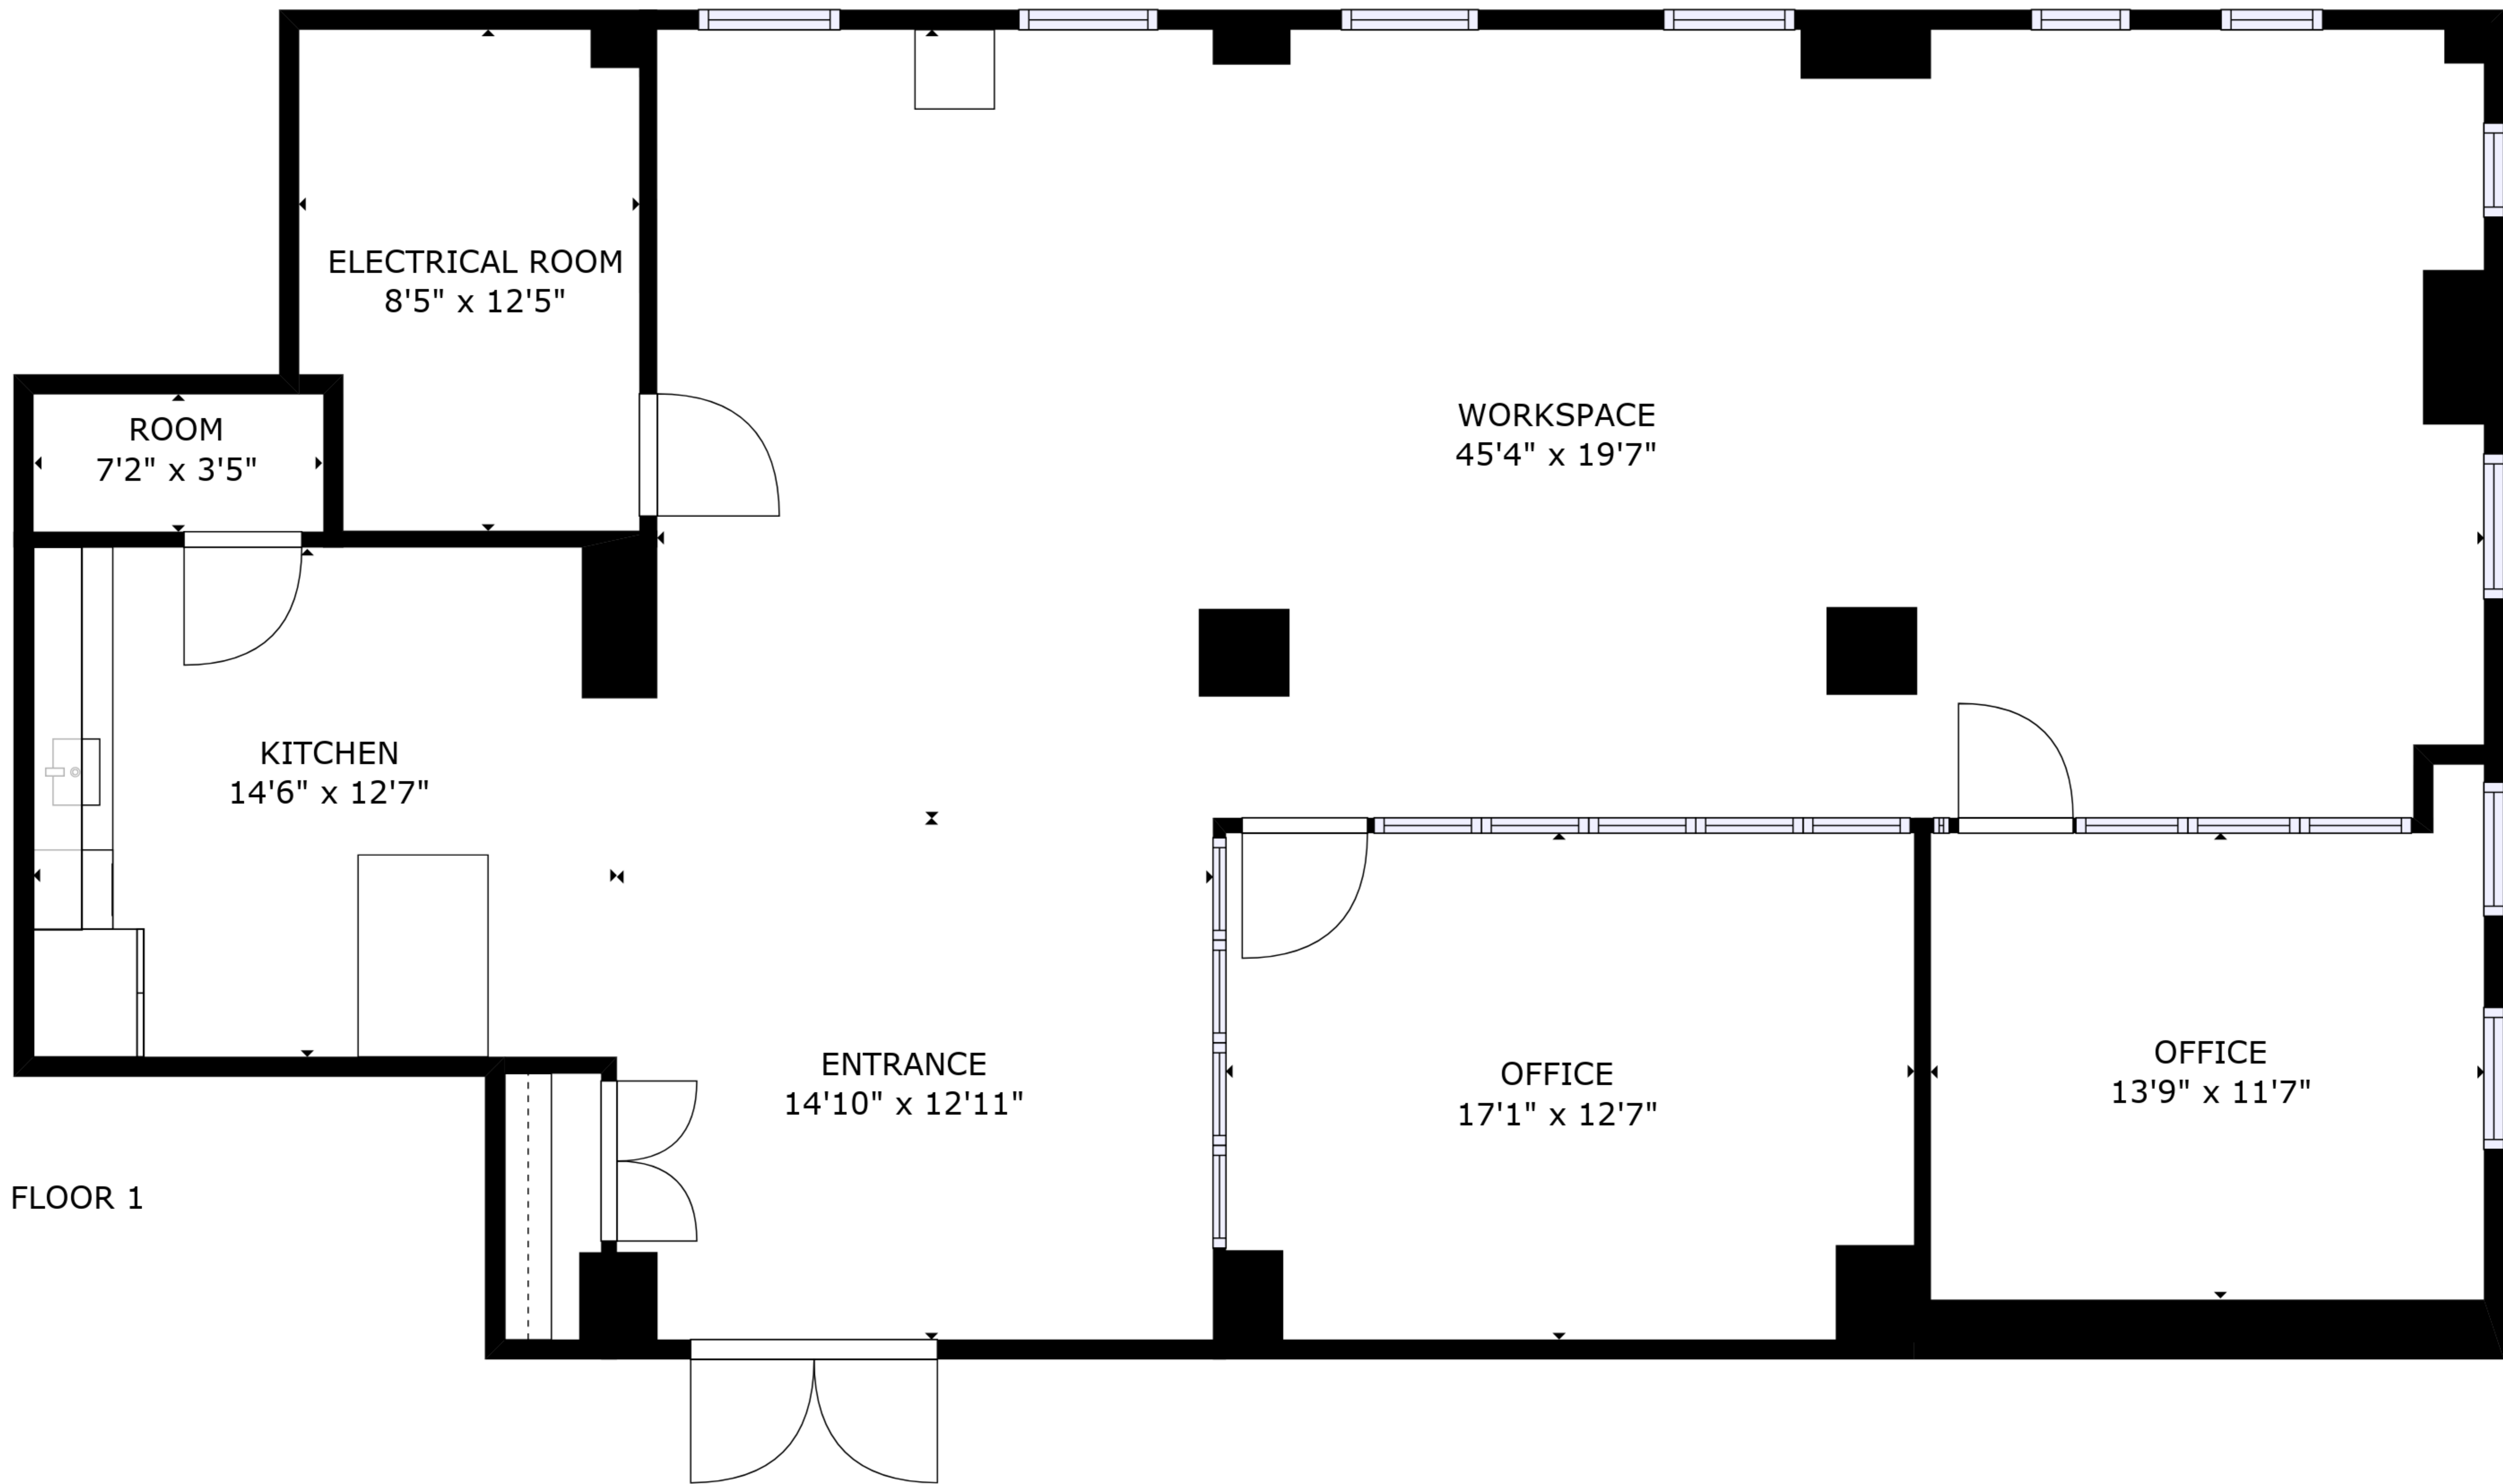 ELECTRICAL ROOM
8'5" x 12'5"
ROOM
7'2" x 3'5"
WORKSPACE
45'4" x 19'7"
KITCHEN
14'6" x 12'7"
ENTRANCE
14'10" x 12'11"
OFFICE
17'1" x 12'7"
OFFICE
13'9" x 11'7"
FLOOR 1